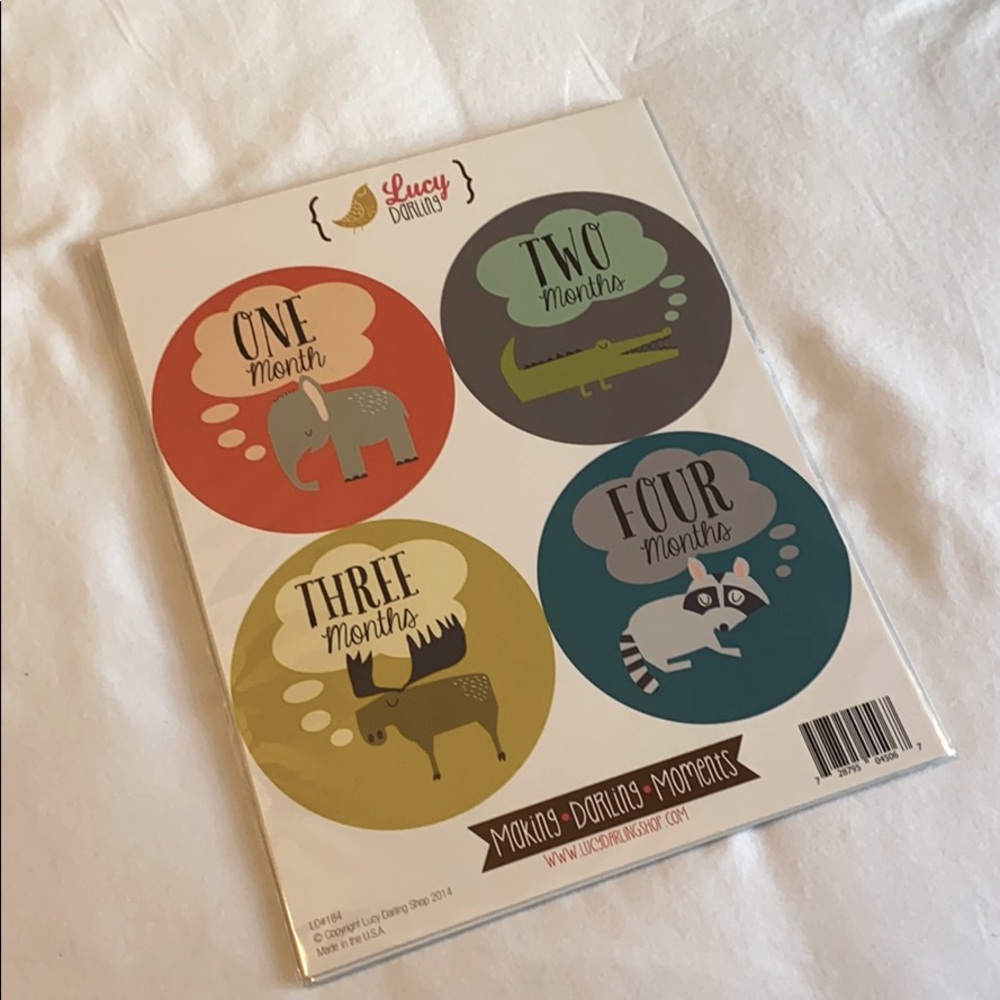 { Lucy }
DARLING
ONE
Month
TWO
Months
THREE
Months
FOUR
Months
Making • Darling • Moments
WWW.LUCYDARLINGSHOP.COM
7 28795 04506 7
LD#184
© Copyright Lucy Darling Shop 2014
Made in the U.S.A.